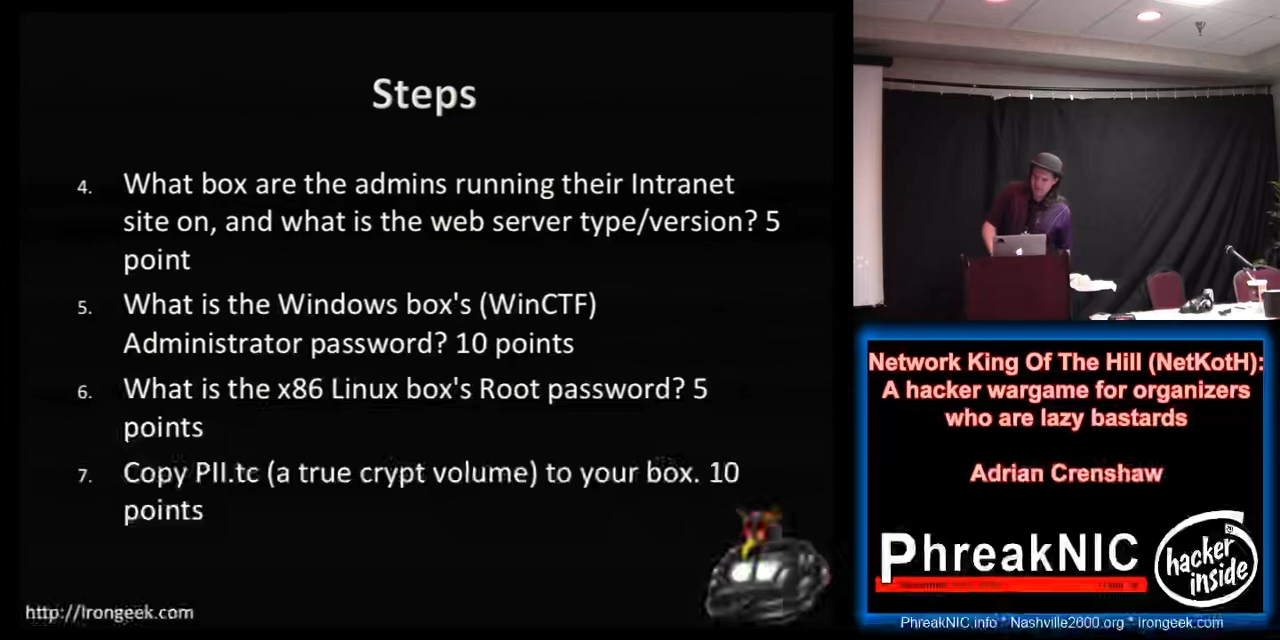 Steps
4. What box are the admins running their Intranet
site on, and what is the web server type/version? 5
point
5. What is the Windows box's (WinCTF)
Administrator password? 10 points
6. What is the x86 Linux box's Root password? 5
points
7. Copy PII.tc (a true crypt volume) to your box. 10
points
http://Irongeek.com
Network King Of The Hill (NetKotH):
A hacker wargame for organizers
who are lazy bastards
Adrian Crenshaw
PhreakNIC
hacker
inside
PhreakNIC.info * Nashville2600.org * irongeek.com